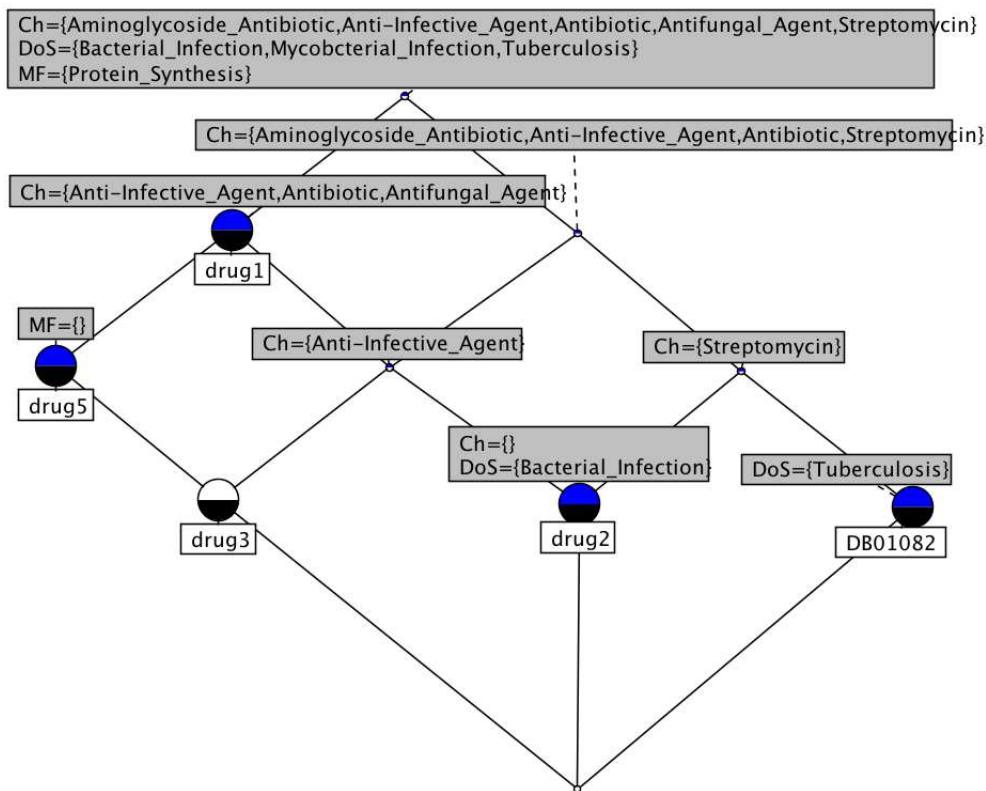 Ch={Aminoglycoside_Antibiotic,Anti-Infective_Agent,Antibiotic,Antifungal_Agent,Streptomycin}
DoS={Bacterial_Infection,Mycobcterial_Infection,Tuberculosis}
MF={Protein_Synthesis}
Ch={Aminoglycoside_Antibiotic,Anti-Infective_Agent,Antibiotic,Streptomycin}
Ch={Anti-Infective_Agent,Antibiotic,Antifungal_Agent}
drug1
MF={}
Ch={Anti-Infective_Agent}
Ch={Streptomycin}
drug5
Ch={}
DoS={Bacterial_Infection}
DoS={Tuberculosis}
drug3
drug2
DB01082